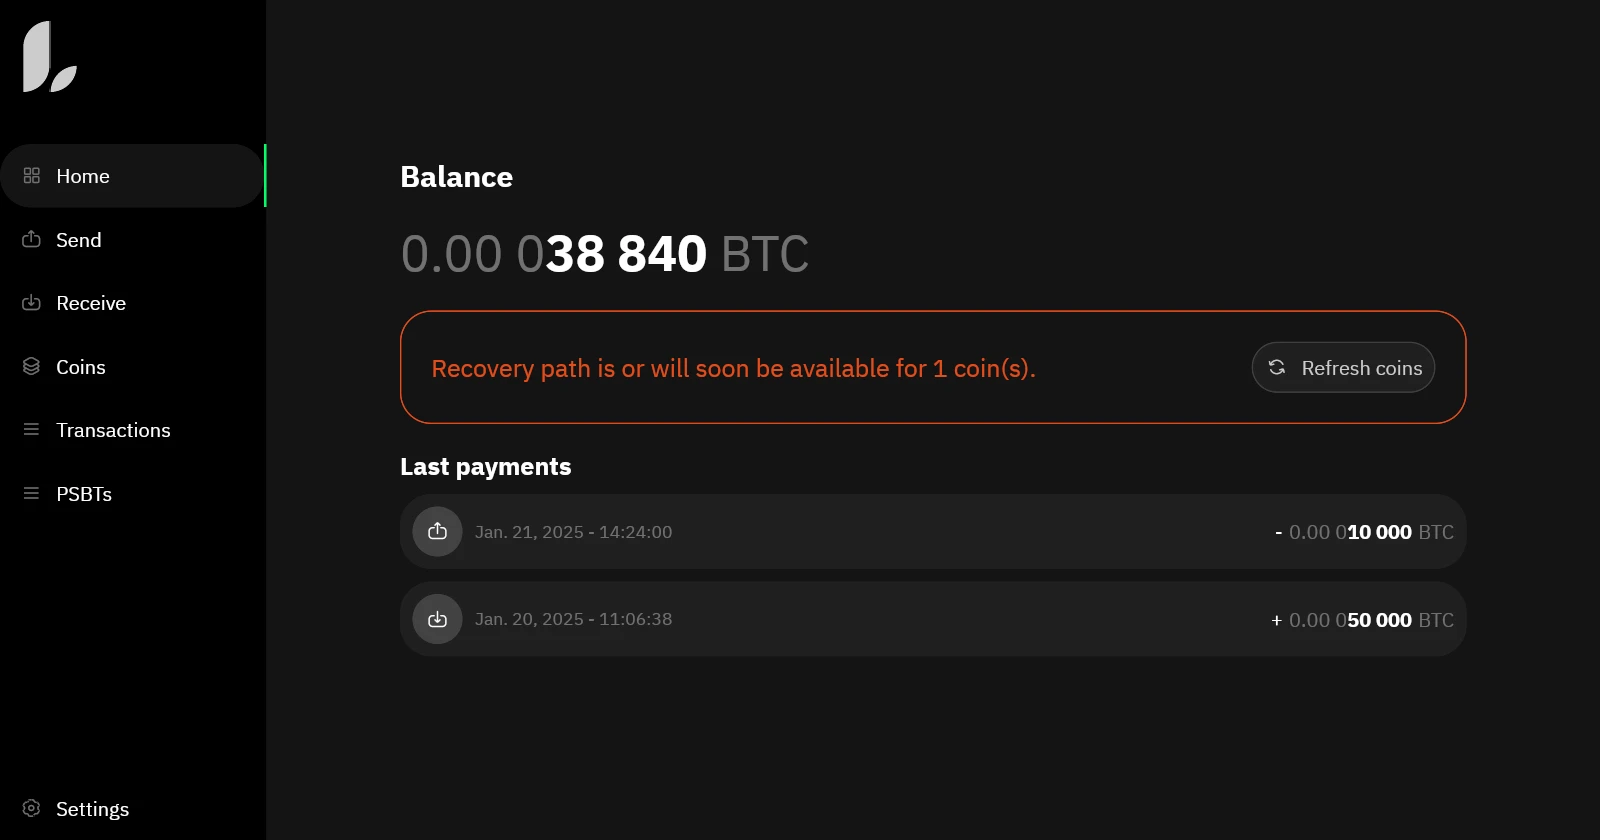 Home
Send
Receive
Coins
Transactions
PSBTs
Settings
Balance
0.00 038 840 BTC
Recovery path is or will soon be available for 1 coin(s).
Refresh coins
Last payments
Jan. 21, 2025 - 14:24:00
- 0.00 010 000 BTC
Jan. 20, 2025 - 11:06:38
+ 0.00 050 000 BTC